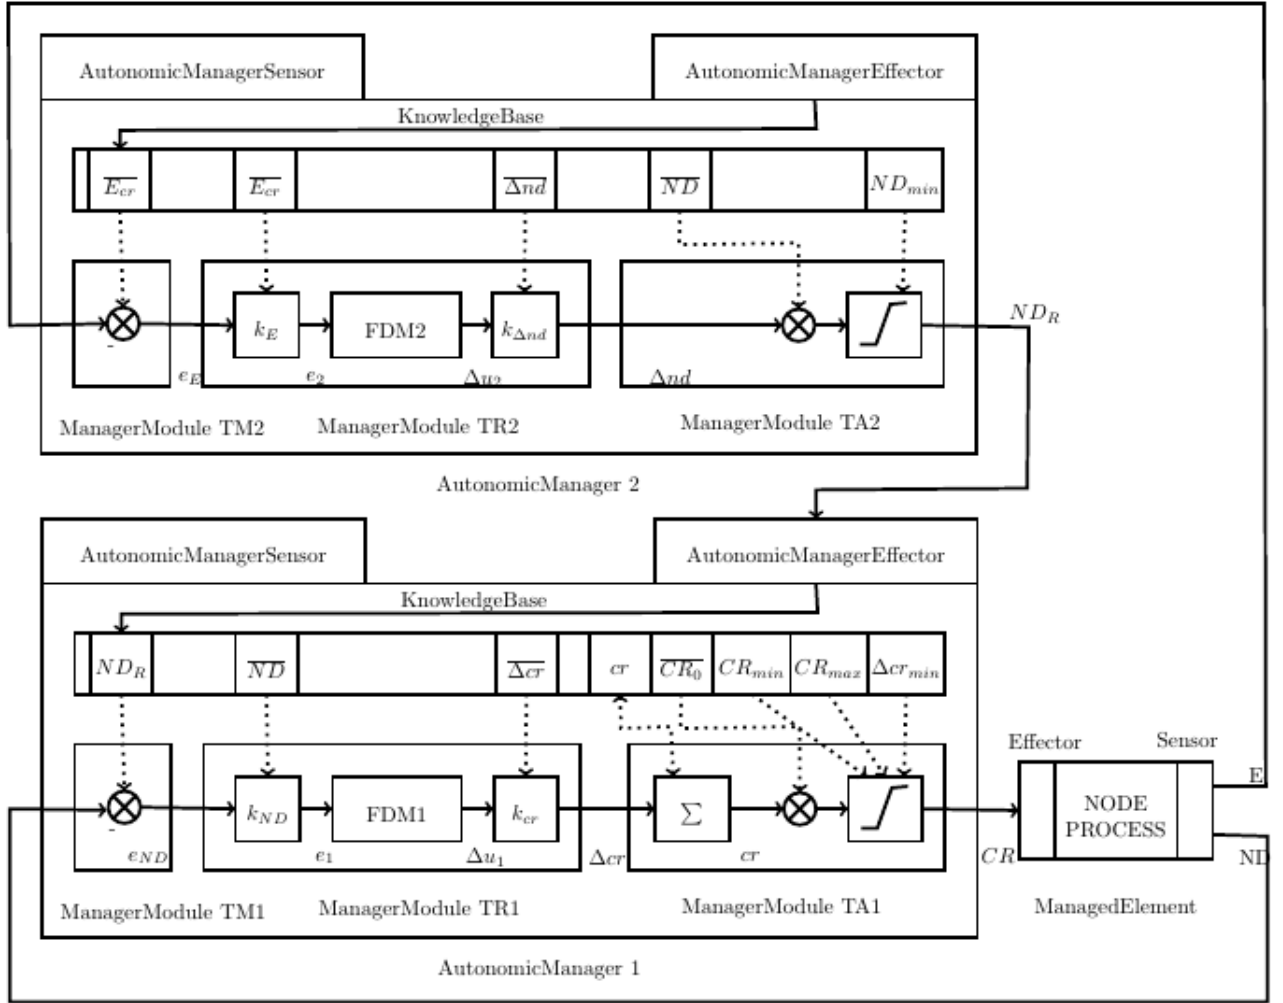 AutonomicManagerSensor AutonomicManagerEffector
KnowledgeBase
$\overline{E_{cr}}$ $\overline{E_{cr}}$ $\overline{\Delta nd}$ $\overline{ND}$ $ND_{min}$
$ND_R$
$k_E$ FDM2 $k_{\Delta nd}$
-
$e_E$ $e_2$ $\Delta u_2$ $\Delta nd$
ManagerModule TM2 ManagerModule TR2 ManagerModule TA2
AutonomicManager 2
AutonomicManagerSensor AutonomicManagerEffector
KnowledgeBase
$ND_R$ $\overline{ND}$ $\overline{\Delta cr}$ $cr$ $\overline{CR_0}$ $CR_{min}$ $CR_{max}$ $\Delta cr_{min}$
Effector Sensor
E
$k_{ND}$ FDM1 $k_{cr}$ $\sum$ NODE
PROCESS
-
$e_{ND}$ $e_1$ $\Delta u_1$ $\Delta cr$ $cr$ $CR$ ND
ManagerModule TM1 ManagerModule TR1 ManagerModule TA1 ManagedElement
AutonomicManager 1